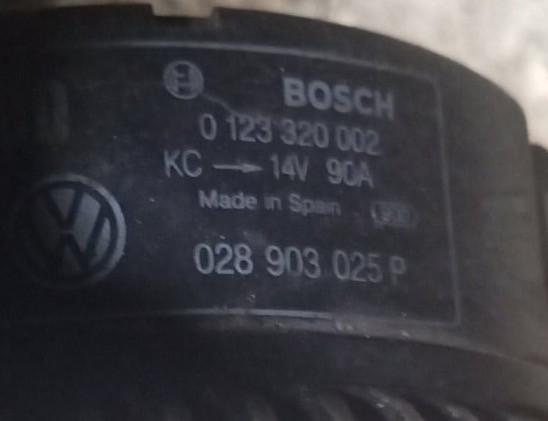 BOSCH
0 123 320 002
KC → 14V 90A
Made in Spain
028 903 025 P